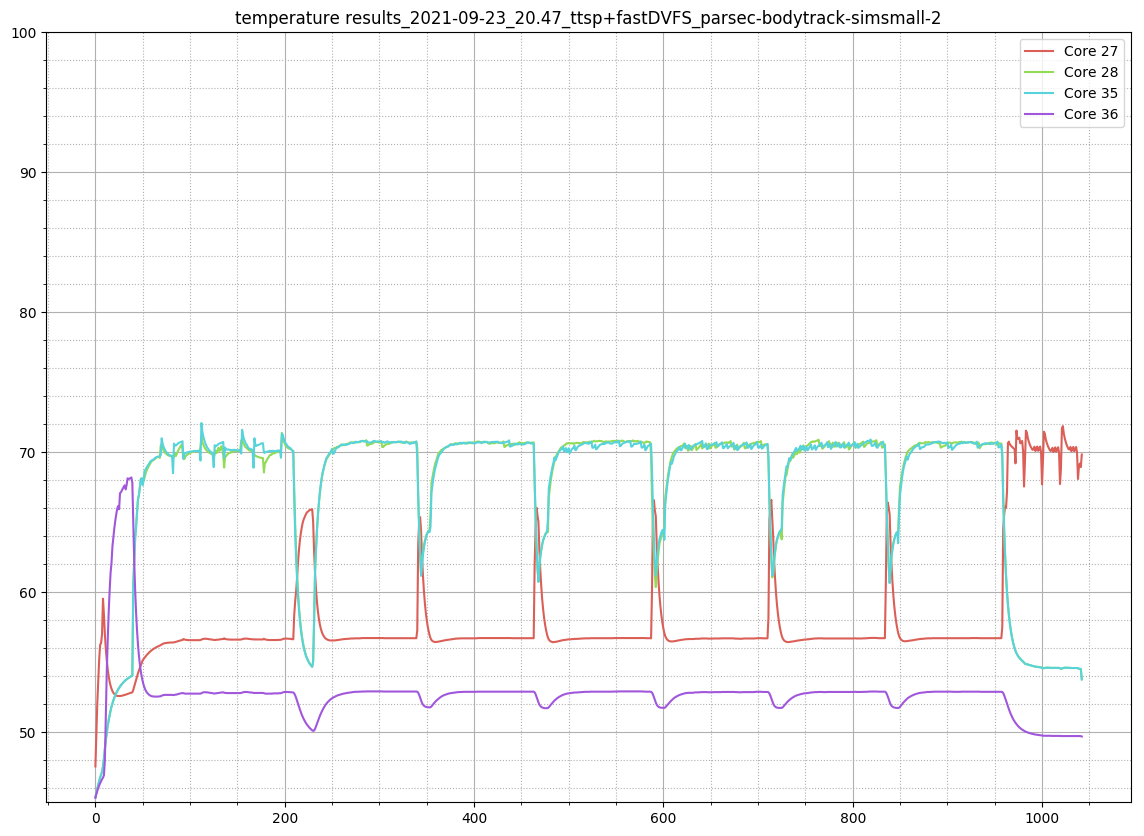 temperature results_2021-09-23_20.47_ttsp+fastDVFS_parsec-bodytrack-simsmall-2
100
90
80
70
60
50
0 200 400 600 800 1000
Core 27
Core 28
Core 35
Core 36